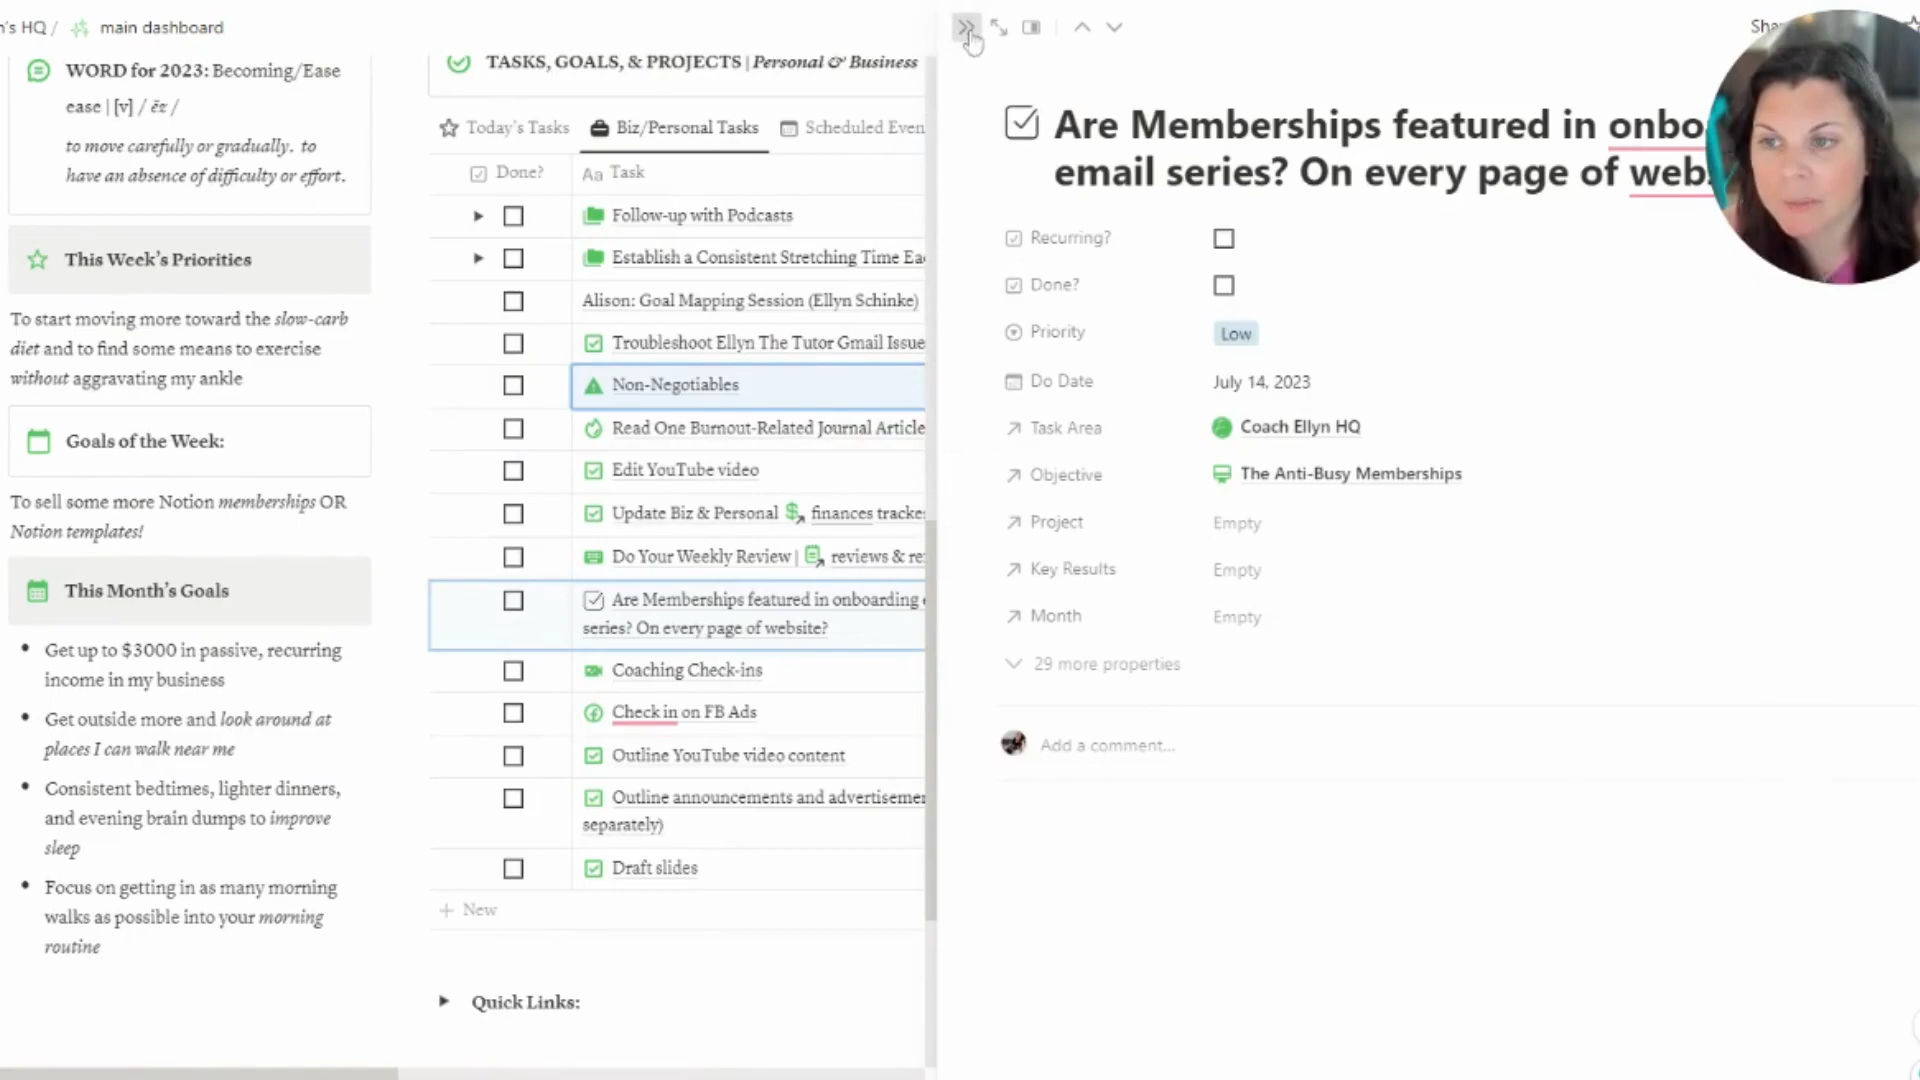 n's HQ / main dashboard
WORD for 2023: Becoming/Ease
ease | [v] / ēz /
to move carefully or gradually. to
have an absence of difficulty or effort.
This Week's Priorities
To start moving more toward the slow-carb
diet and to find some means to exercise
without aggravating my ankle
Goals of the Week:
To sell some more Notion memberships OR
Notion templates!
This Month's Goals
• Get up to $3000 in passive, recurring
income in my business
• Get outside more and look around at
places I can walk near me
• Consistent bedtimes, lighter dinners,
and evening brain dumps to improve
sleep
• Focus on getting in as many morning
walks as possible into your morning
routine
TASKS, GOALS, & PROJECTS | Personal & Business
Today's Tasks Biz/Personal Tasks Scheduled Even
Done? Aa Task
Follow-up with Podcasts
Establish a Consistent Stretching Time Ea
Alison: Goal Mapping Session (Ellyn Schinke)
Troubleshoot Ellyn The Tutor Gmail Issue
Non-Negotiables
Read One Burnout-Related Journal Article
Edit YouTube video
Update Biz & Personal finances tracke
Do Your Weekly Review | reviews & re
Are Memberships featured in onboarding
series? On every page of website?
Coaching Check-ins
Check in on FB Ads
Outline YouTube video content
Outline announcements and advertisemen
separately)
Draft slides
+ New
Quick Links:
Sha
Are Memberships featured in onbo
email series? On every page of webs
Recurring?
Done?
Priority Low
Do Date July 14, 2023
Task Area Coach Ellyn HQ
Objective The Anti-Busy Memberships
Project Empty
Key Results Empty
Month Empty
29 more properties
Add a comment...